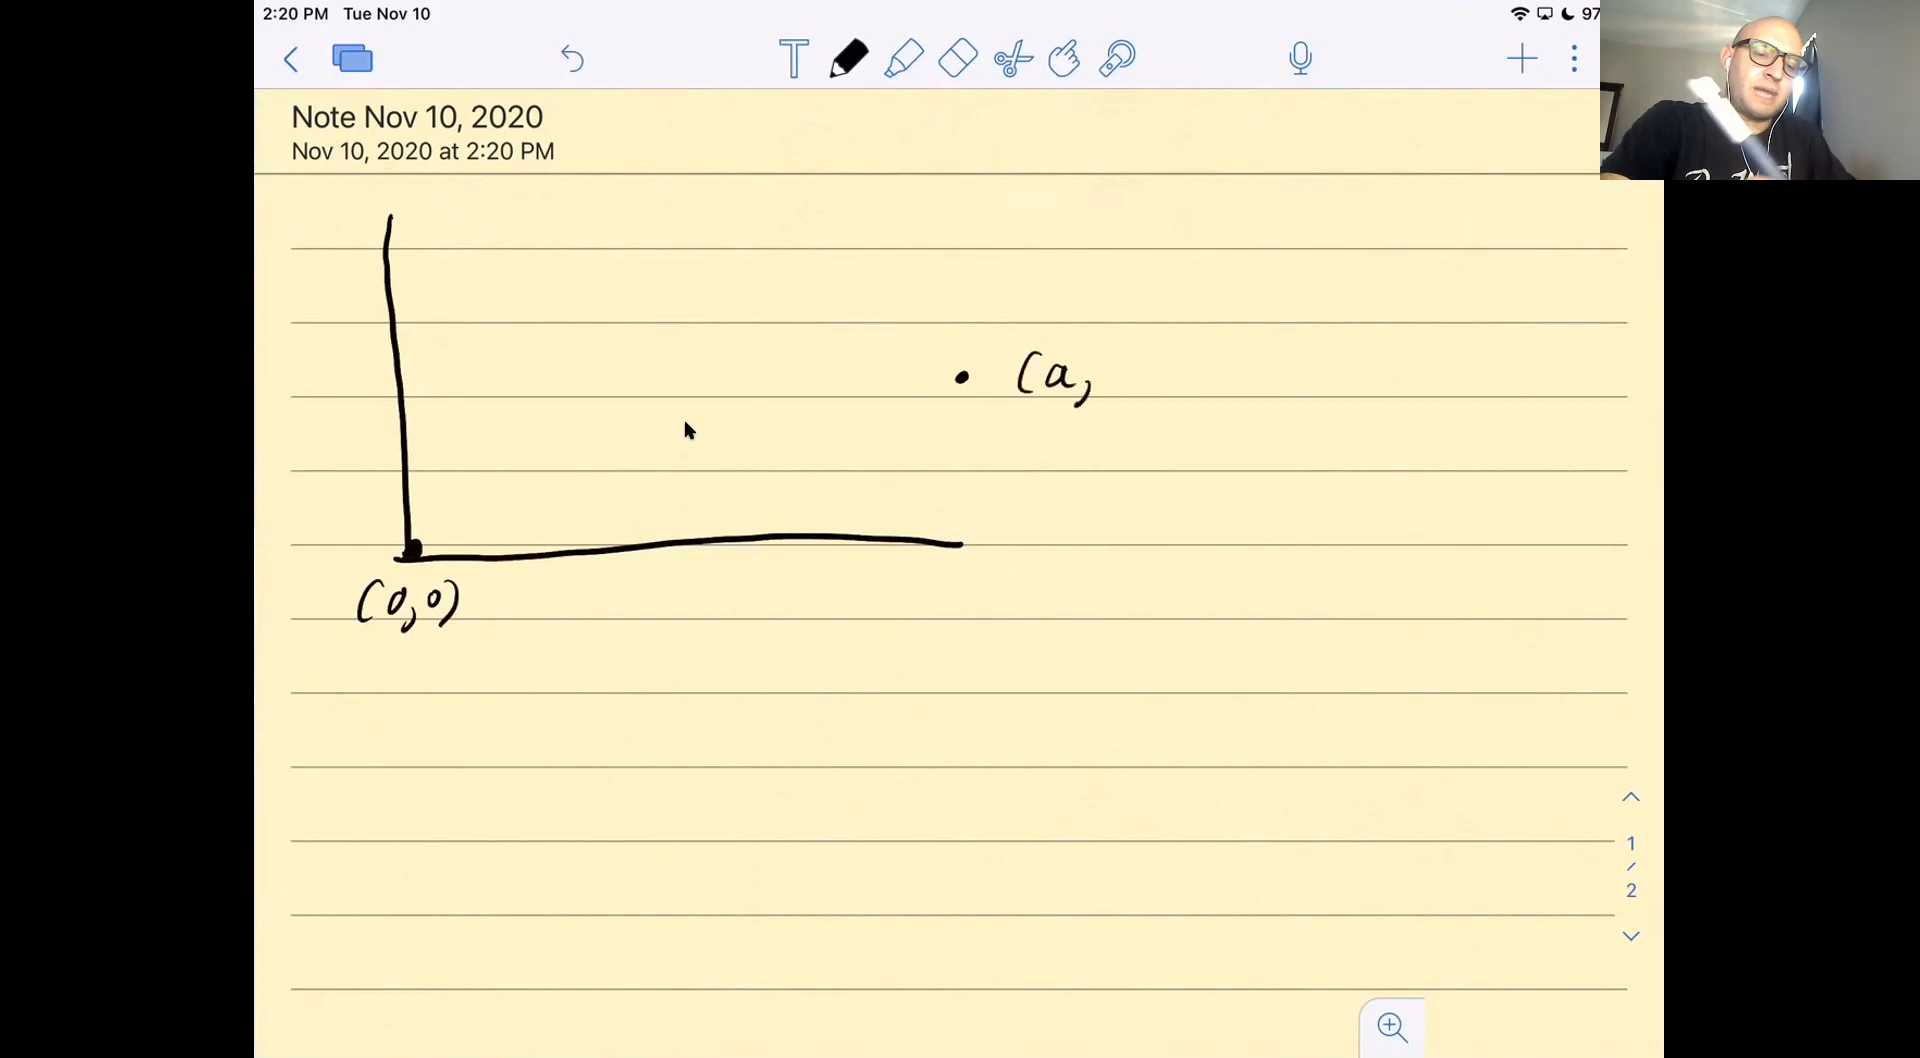 2:20 PM Tue Nov 10
97
T
Note Nov 10, 2020
Nov 10, 2020 at 2:20 PM
(a,
(0,0)
1
/
2